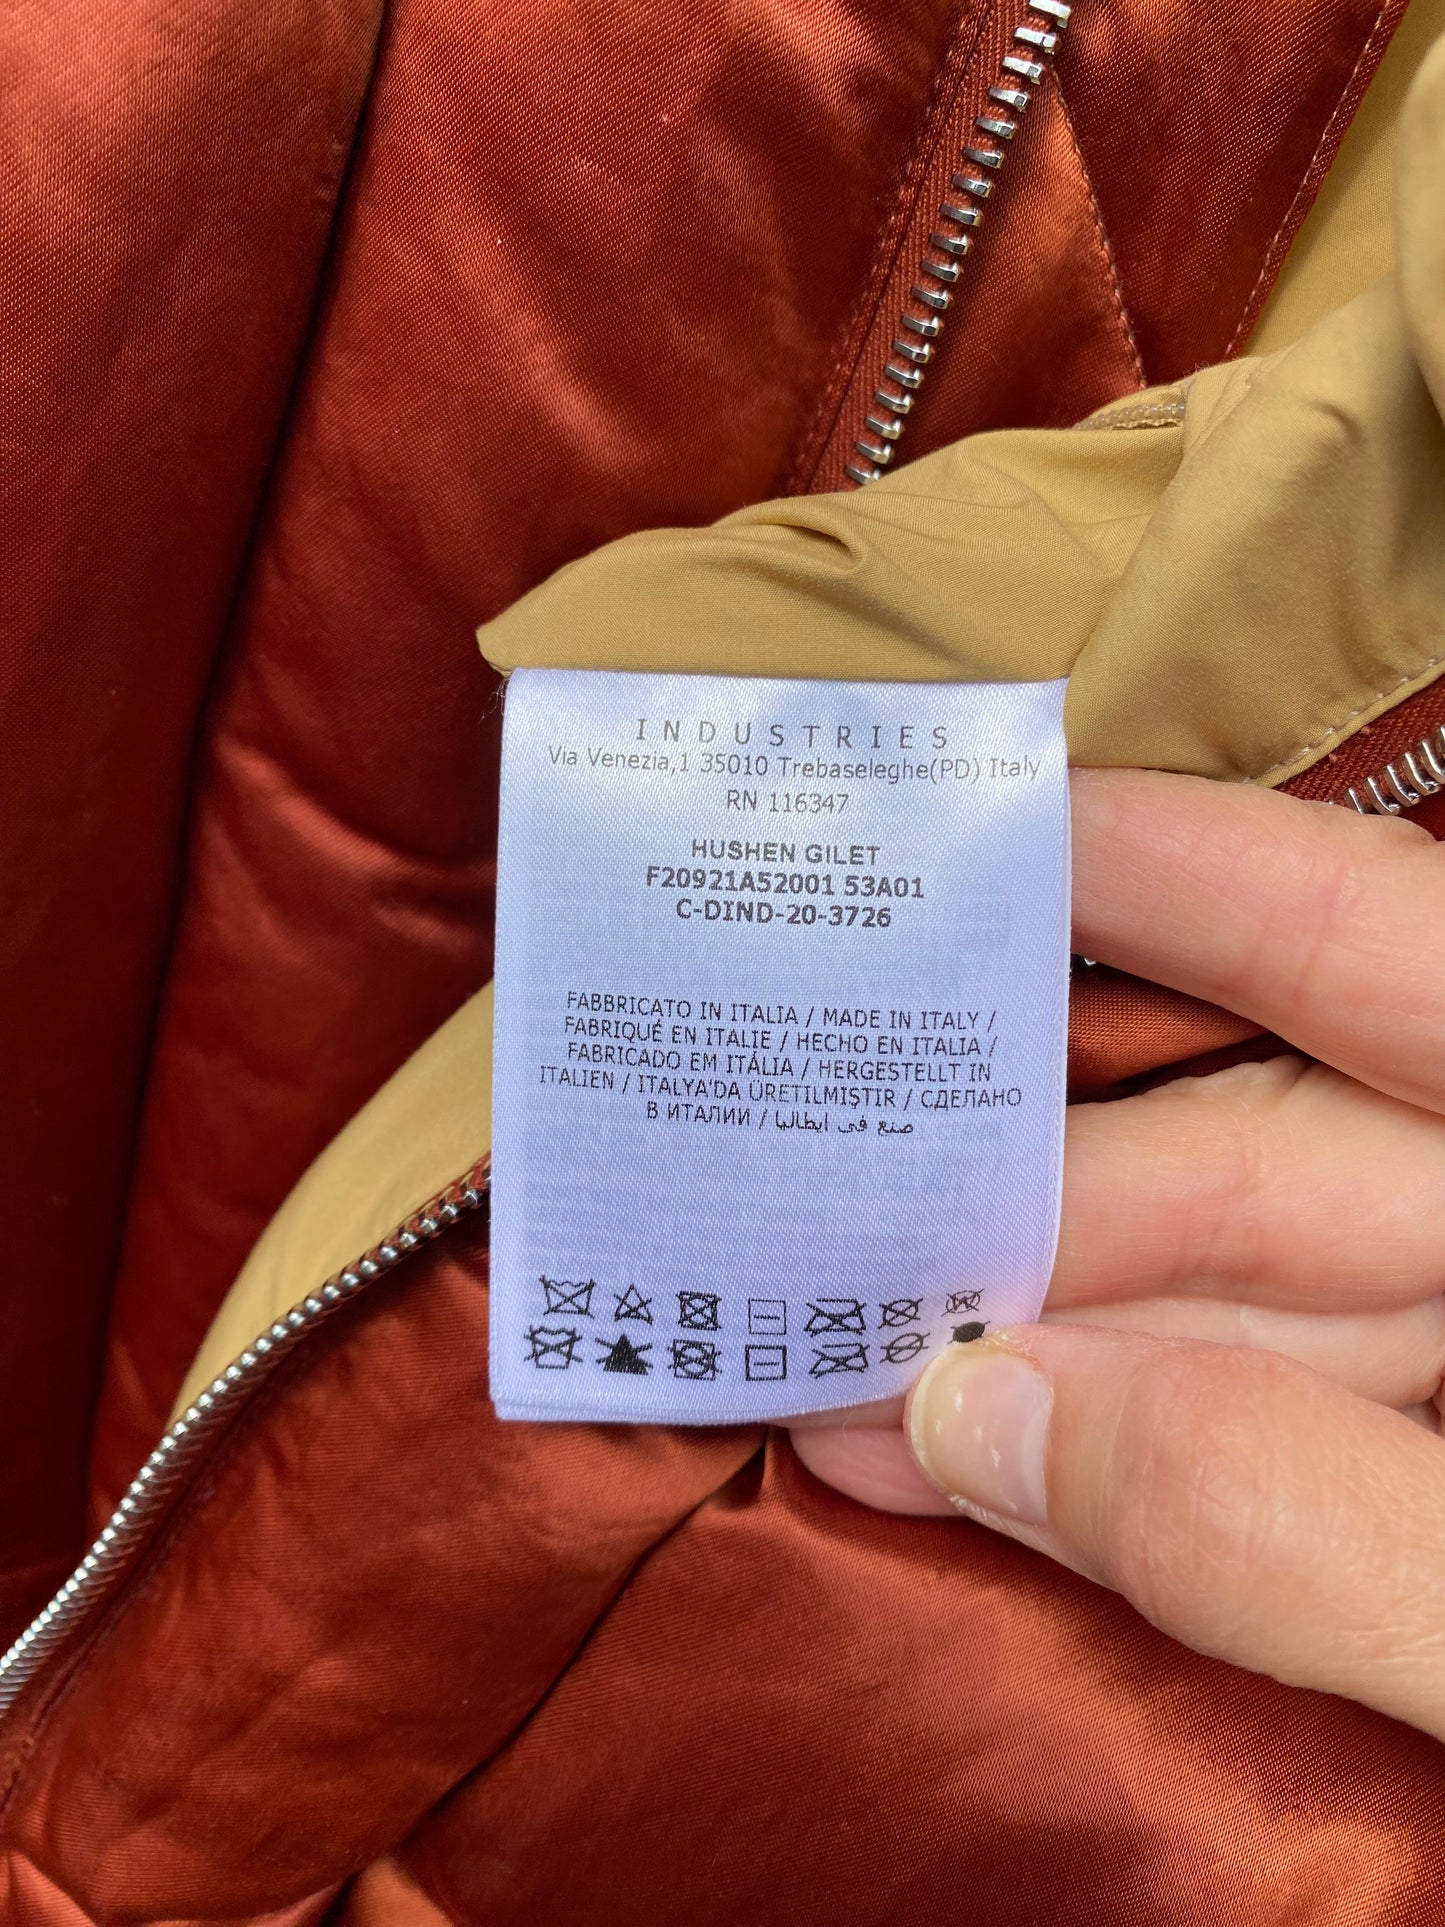 INDUSTRIES
Via Venezia,1 35010 Trebaseleghe(PD) Italy
RN 116347
HUSHEN GILET
F20921A52001 53A01
C-DIND-20-3726
FABBRICATO IN ITALIA / MADE IN ITALY /
FABRIQUÉ EN ITALIE / HECHO EN ITALIA /
FABRICADO EM ITÁLIA / HERGESTELLT IN
ITALIEN / ITALYA'DA ÜRETILMIŞTIR / СДЕЛАНО
В ИТАЛИИ / صنع في ايطاليا
W